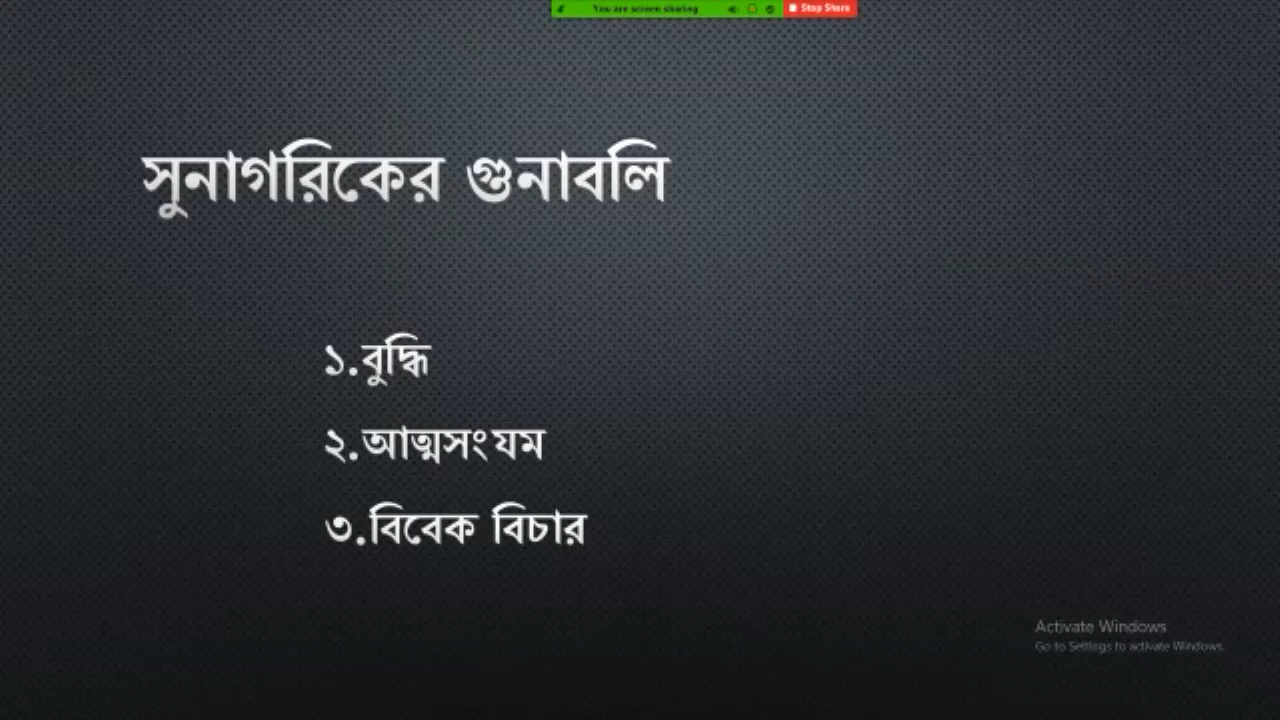 You are screen sharing Stop Share
সুনাগরিকের গুনাবলি
১.বুদ্ধি
২.আত্মসংযম
৩.বিবেক বিচার
Activate Windows
Go to Settings to activate Windows.